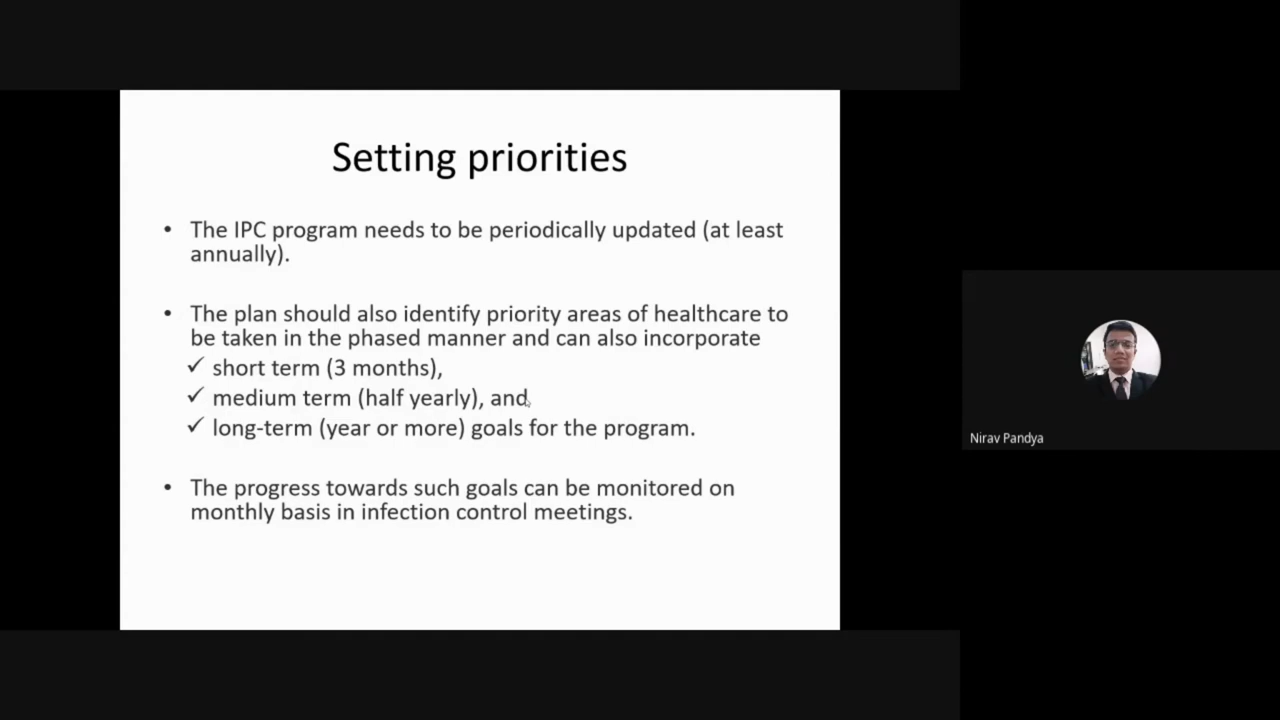 Setting priorities
• The IPC program needs to be periodically updated (at least
annually).
• The plan should also identify priority areas of healthcare to
be taken in the phased manner and can also incorporate
✓ short term (3 months),
✓ medium term (half yearly), and
✓ long-term (year or more) goals for the program.
• The progress towards such goals can be monitored on
monthly basis in infection control meetings.
Nirav Pandya